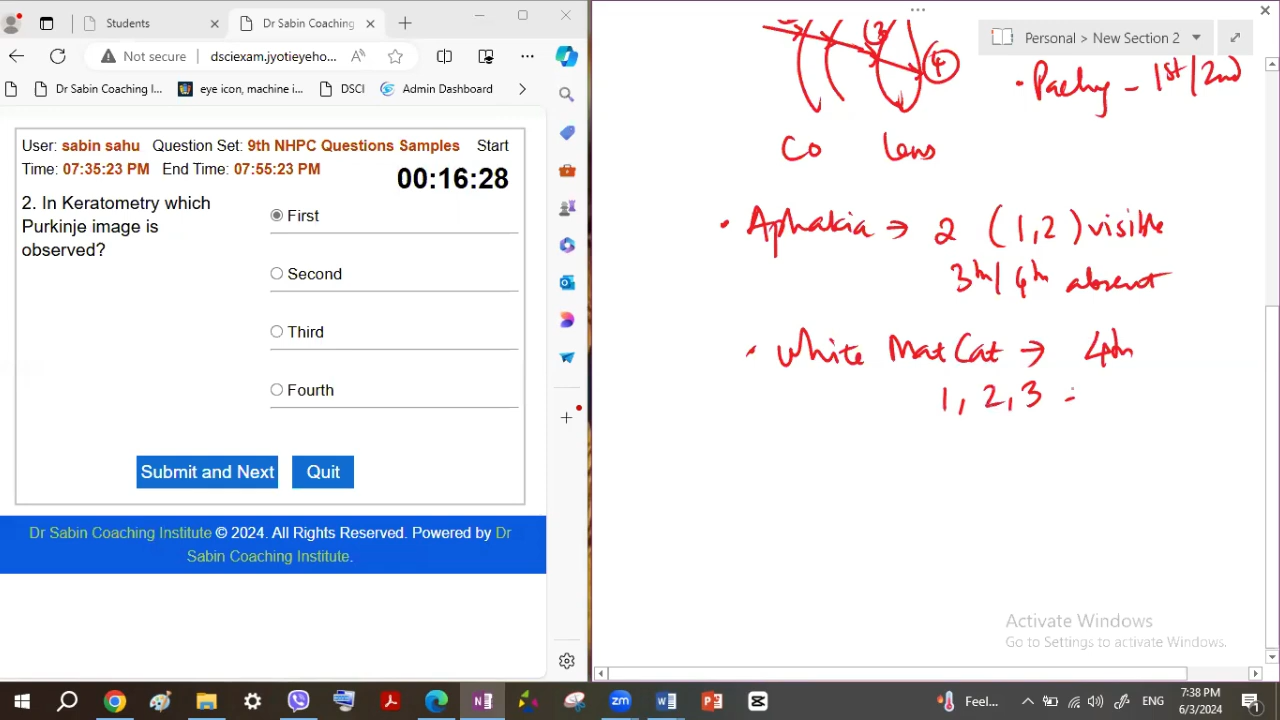 Students
Dr Sabin Coaching
Not secure
dsciexam.jyotieyeho...
Dr Sabin Coaching I...
eye icon, machine i...
DSCI
Admin Dashboard
User: sabin sahu Question Set: 9th NHPC Questions Samples Start
Time: 07:35:23 PM End Time: 07:55:23 PM
00:16:28
2. In Keratometry which
Purkinje image is
observed?
First
Second
Third
Fourth
Submit and Next
Quit
Dr Sabin Coaching Institute © 2024. All Rights Reserved. Powered by Dr
Sabin Coaching Institute.
Personal > New Section 2
3
4
• Pachy - 1st/2nd
Co Lens
• Aphakia → 2 (1,2) visible
3rd/4th absent
• White Mat Cat → 4th
1, 2, 3 =
Activate Windows
Go to Settings to activate Windows.
Feel...
ENG
7:38 PM
6/3/2024
1